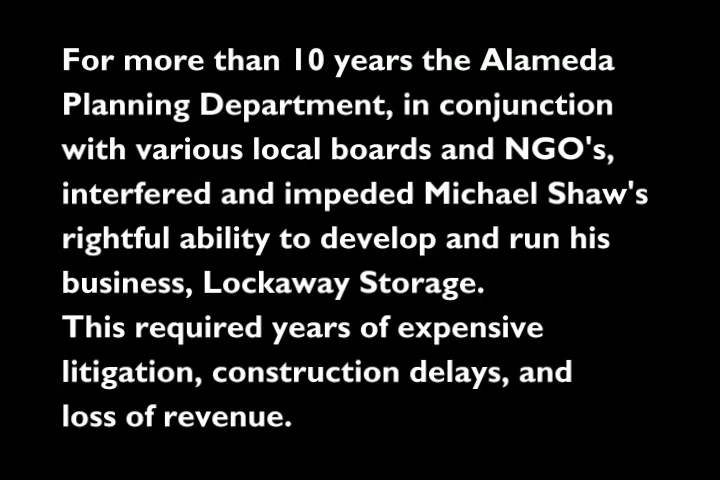 For more than 10 years the Alameda
Planning Department, in conjunction
with various local boards and NGO's,
interfered and impeded Michael Shaw's
rightful ability to develop and run his
business, Lockaway Storage.
This required years of expensive
litigation, construction delays, and
loss of revenue.